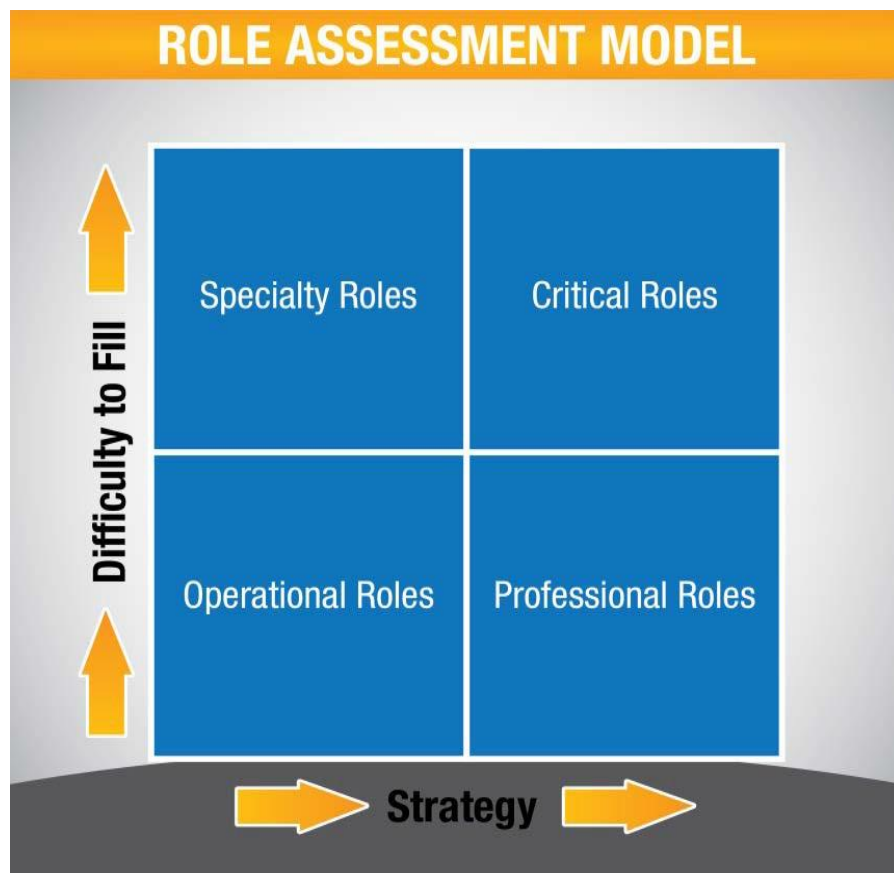 ROLE ASSESSMENT MODEL
Difficulty to Fill
Specialty Roles
Critical Roles
Operational Roles
Professional Roles
Strategy